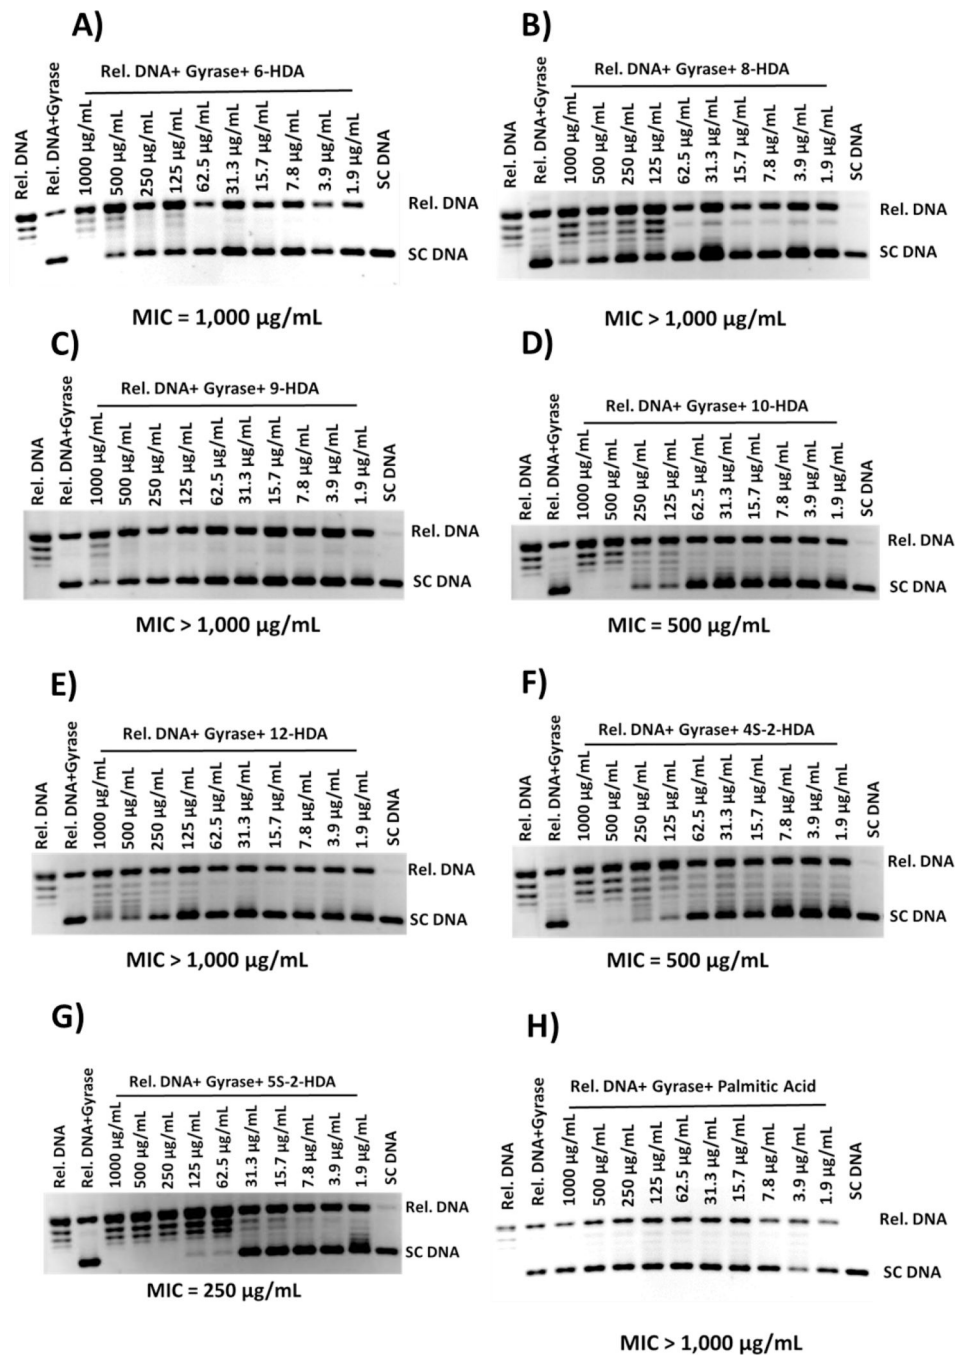 A)
Rel. DNA+ Gyrase+ 6-HDA
Rel. DNA
Rel. DNA+Gyrase
1000 µg/mL
500 µg/mL
250 µg/mL
125 µg/mL
62.5 µg/mL
31.3 µg/mL
15.7 µg/mL
7.8 µg/mL
3.9 µg/mL
1.9 µg/mL
SC DNA
Rel. DNA
SC DNA
MIC = 1,000 µg/mL
B)
Rel. DNA+ Gyrase+ 8-HDA
Rel. DNA
Rel. DNA+Gyrase
1000 µg/mL
500 µg/mL
250 µg/mL
125 µg/mL
62.5 µg/mL
31.3 µg/mL
15.7 µg/mL
7.8 µg/mL
3.9 µg/mL
1.9 µg/mL
SC DNA
Rel. DNA
SC DNA
MIC > 1,000 µg/mL
C)
Rel. DNA+ Gyrase+ 9-HDA
Rel. DNA
Rel. DNA+Gyrase
1000 µg/mL
500 µg/mL
250 µg/mL
125 µg/mL
62.5 µg/mL
31.3 µg/mL
15.7 µg/mL
7.8 µg/mL
3.9 µg/mL
1.9 µg/mL
SC DNA
Rel. DNA
SC DNA
MIC > 1,000 µg/mL
D)
Rel. DNA+ Gyrase+ 10-HDA
Rel. DNA
Rel. DNA+Gyrase
1000 µg/mL
500 µg/mL
250 µg/mL
125 µg/mL
62.5 µg/mL
31.3 µg/mL
15.7 µg/mL
7.8 µg/mL
3.9 µg/mL
1.9 µg/mL
SC DNA
Rel. DNA
SC DNA
MIC = 500 µg/mL
E)
Rel. DNA+ Gyrase+ 12-HDA
Rel. DNA
Rel. DNA+Gyrase
1000 µg/mL
500 µg/mL
250 µg/mL
125 µg/mL
62.5 µg/mL
31.3 µg/mL
15.7 µg/mL
7.8 µg/mL
3.9 µg/mL
1.9 µg/mL
SC DNA
Rel. DNA
SC DNA
MIC > 1,000 µg/mL
F)
Rel. DNA+ Gyrase+ 4S-2-HDA
Rel. DNA
Rel. DNA+Gyrase
1000 µg/mL
500 µg/mL
250 µg/mL
125 µg/mL
62.5 µg/mL
31.3 µg/mL
15.7 µg/mL
7.8 µg/mL
3.9 µg/mL
1.9 µg/mL
SC DNA
Rel. DNA
SC DNA
MIC = 500 µg/mL
G)
Rel. DNA+ Gyrase+ 5S-2-HDA
Rel. DNA
Rel. DNA+Gyrase
1000 µg/mL
500 µg/mL
250 µg/mL
125 µg/mL
62.5 µg/mL
31.3 µg/mL
15.7 µg/mL
7.8 µg/mL
3.9 µg/mL
1.9 µg/mL
SC DNA
Rel. DNA
SC DNA
MIC = 250 µg/mL
H)
Rel. DNA+ Gyrase+ Palmitic Acid
Rel. DNA
Rel. DNA+Gyrase
1000 µg/mL
500 µg/mL
250 µg/mL
125 µg/mL
62.5 µg/mL
31.3 µg/mL
15.7 µg/mL
7.8 µg/mL
3.9 µg/mL
1.9 µg/mL
SC DNA
Rel. DNA
SC DNA
MIC > 1,000 µg/mL